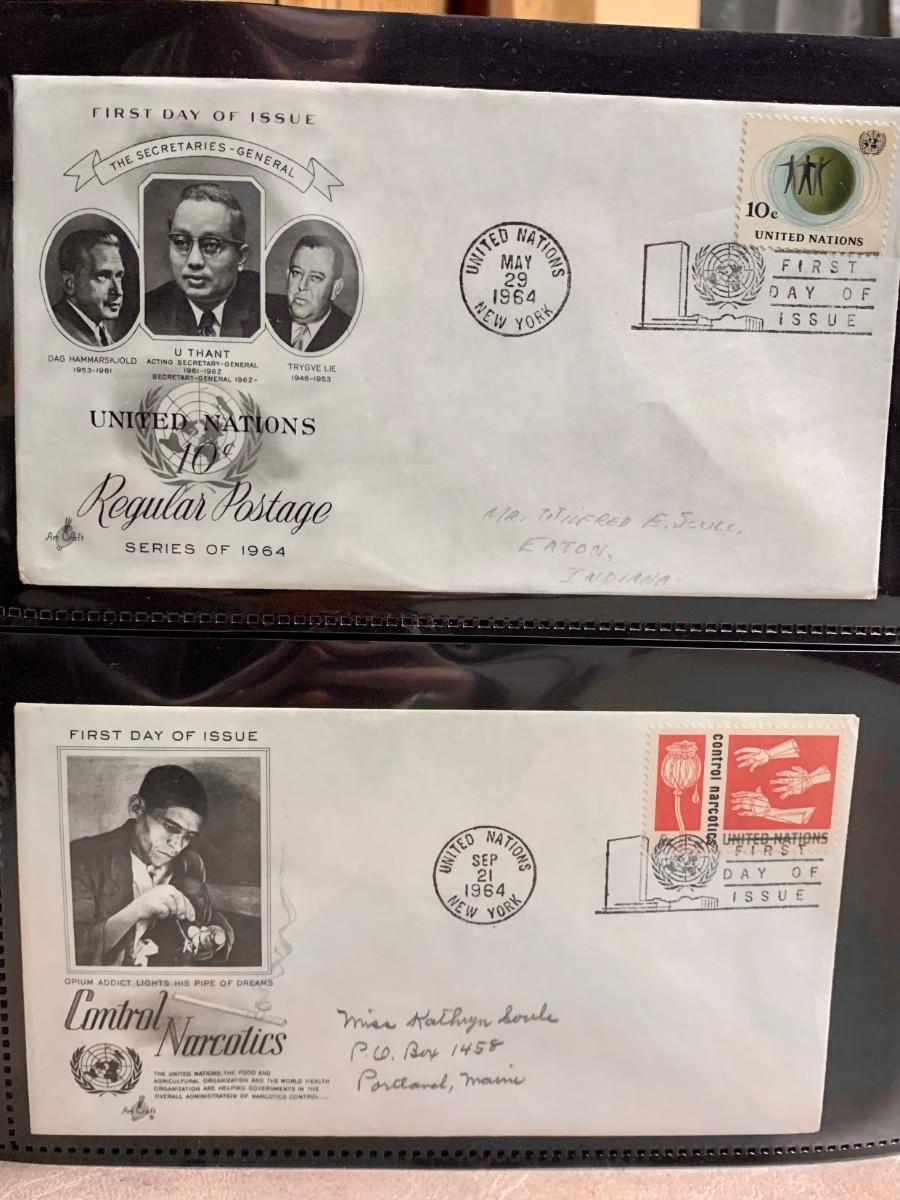 FIRST DAY OF ISSUE
THE SECRETARIES-GENERAL
DAG HAMMARSKJOLD
1953-1961
U THANT
ACTING SECRETARY-GENERAL
1961-1962
SECRETARY-GENERAL 1962-
TRYGVE LIE
1946-1953
UNITED NATIONS
10¢
Regular Postage
SERIES OF 1964
Art Craft
UNITED NATIONS
MAY
29
1964
NEW YORK
10c
UNITED NATIONS
FIRST
DAY OF
ISSUE
MR. WILFRED E. SCULL,
EATON,
INDIANA.
FIRST DAY OF ISSUE
OPIUM ADDICT LIGHTS HIS PIPE OF DREAMS
Control
Narcotics
THE UNITED NATIONS, THE FOOD AND
AGRICULTURAL ORGANIZATION AND THE WORLD HEALTH
ORGANIZATION ARE HELPING GOVERNMENTS IN THE
OVERALL ADMINISTRATION OF NARCOTICS CONTROL....
Art Craft
UNITED NATIONS
SEP
21
1964
NEW YORK
control narcotics
UNITED NATIONS
FIRST
DAY OF
ISSUE
Miss Kathryn Soule
P.O. Box 1458
Portland, Maine